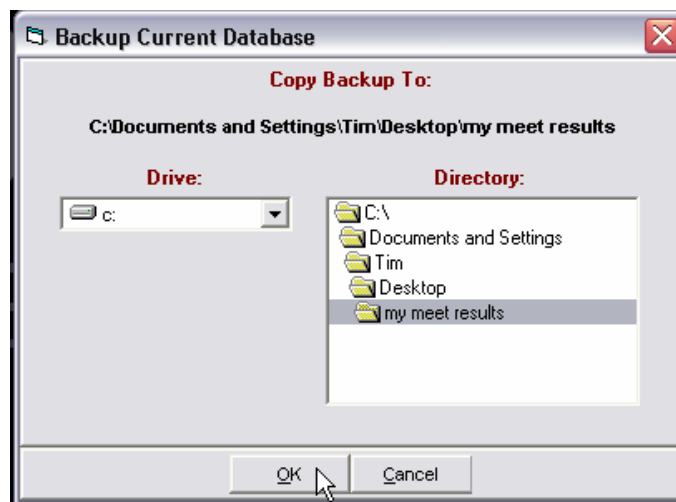 Backup Current Database
Copy Backup To:
C:\Documents and Settings\Tim\Desktop\my meet results
Drive:
Directory:
c:
C:\
Documents and Settings
Tim
Desktop
my meet results
OK
Cancel